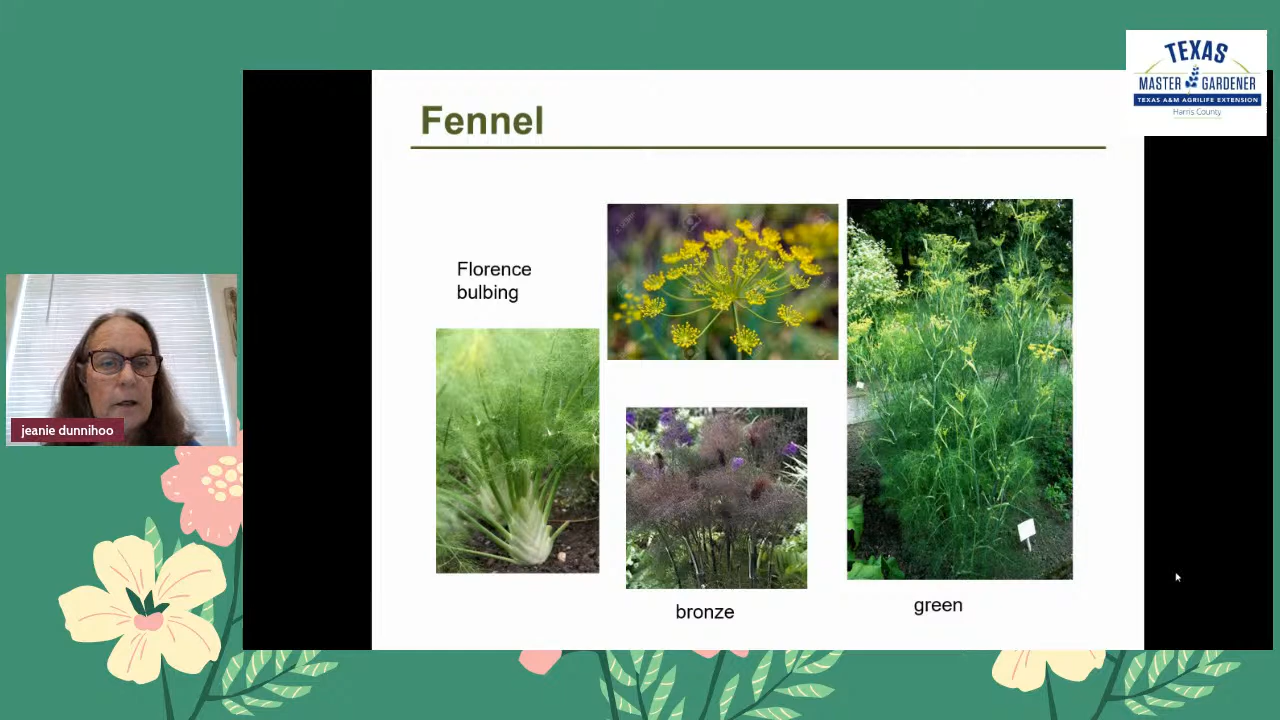 TEXAS
MASTER GARDENER
TEXAS A&M AGRILIFE EXTENSION
Harris County
Fennel
Florence
bulbing
jeanie dunnihoo
bronze
green